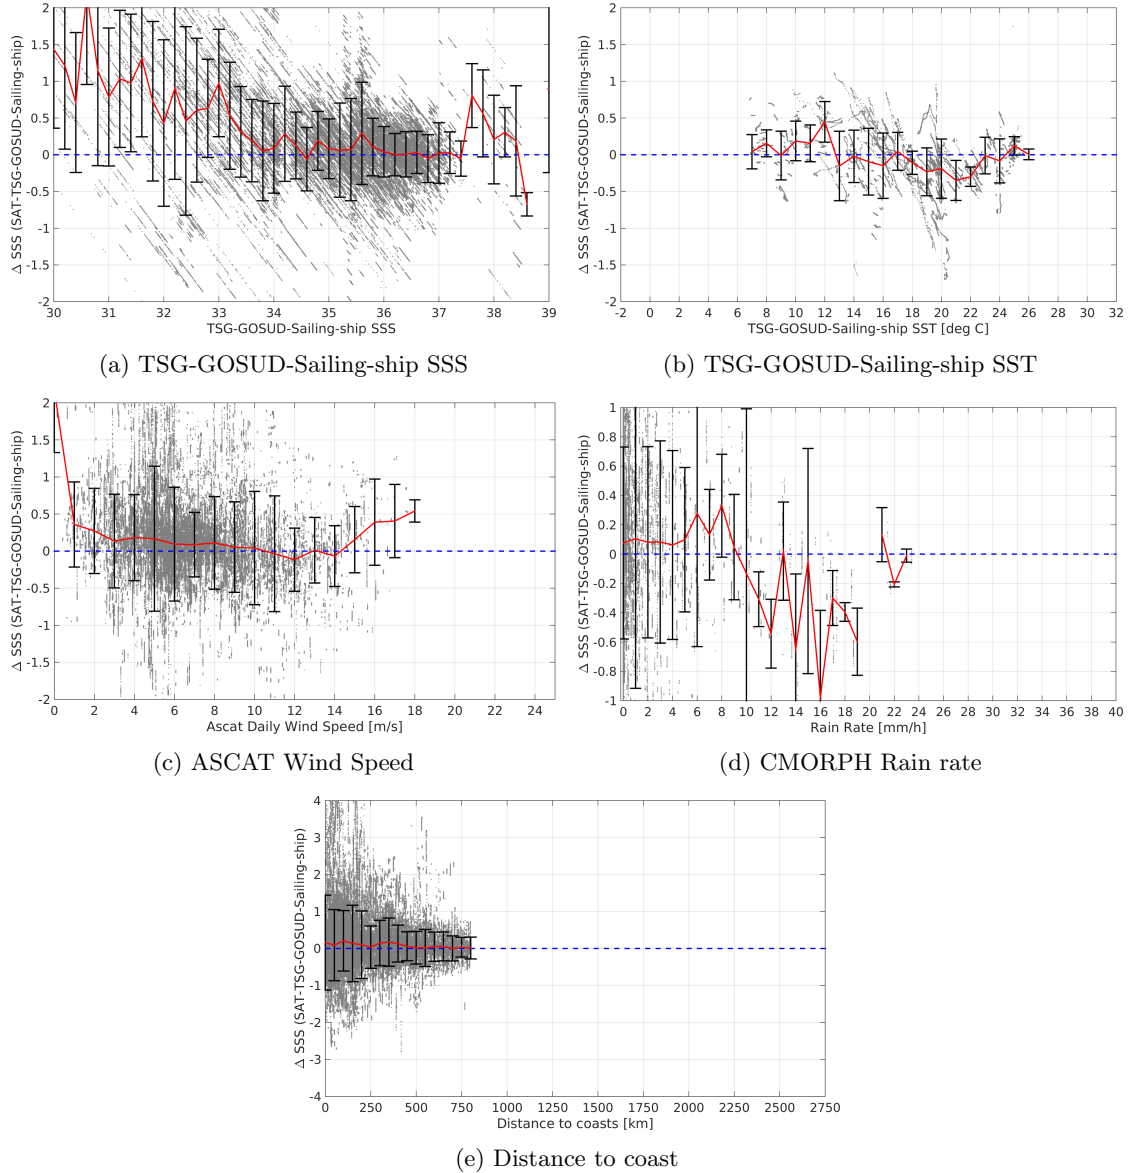 2
1.5
1
0.5
0
-0.5
-1
-1.5
-2
Δ SSS (SAT-TSG-GOSUD-Sailing-ship)
30 31 32 33 34 35 36 37 38 39
TSG-GOSUD-Sailing-ship SSS
(a) TSG-GOSUD-Sailing-ship SSS
2
1.5
1
0.5
0
-0.5
-1
-1.5
-2
Δ SSS (SAT-TSG-GOSUD-Sailing-ship)
-2 0 2 4 6 8 10 12 14 16 18 20 22 24 26 28 30 32
TSG-GOSUD-Sailing-ship SST [deg C]
(b) TSG-GOSUD-Sailing-ship SST
2
1.5
1
0.5
0
-0.5
-1
-1.5
-2
Δ SSS (SAT-TSG-GOSUD-Sailing-ship)
0 2 4 6 8 10 12 14 16 18 20 22 24
Ascat Daily Wind Speed [m/s]
(c) ASCAT Wind Speed
1
0.8
0.6
0.4
0.2
0
-0.2
-0.4
-0.6
-0.8
-1
Δ SSS (SAT-TSG-GOSUD-Sailing-ship)
0 2 4 6 8 10 12 14 16 18 20 22 24 26 28 30 32 34 36 38 40
Rain Rate [mm/h]
(d) CMORPH Rain rate
4
3
2
1
0
-1
-2
-3
-4
Δ SSS (SAT-TSG-GOSUD-Sailing-ship)
0 250 500 750 1000 1250 1500 1750 2000 2250 2500 2750
Distance to coasts [km]
(e) Distance to coast